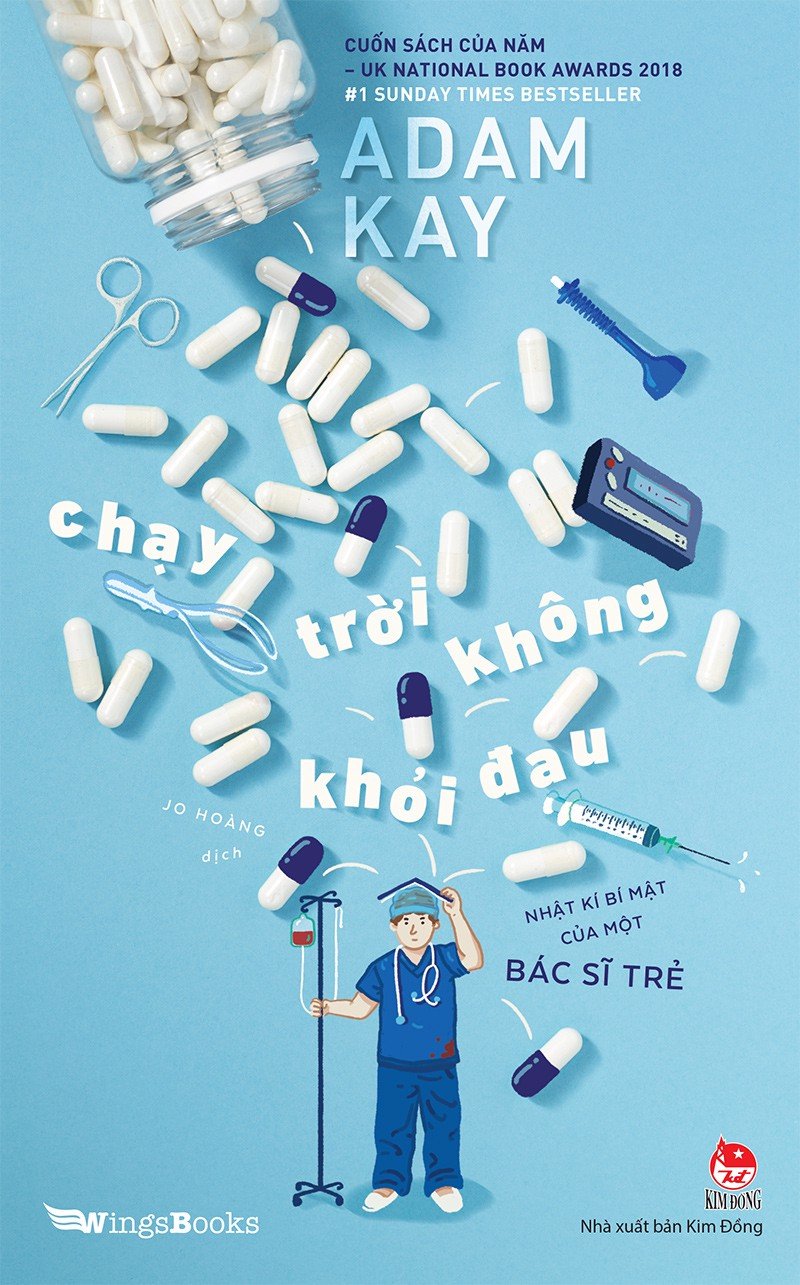 CUỐN SÁCH CỦA NĂM
– UK NATIONAL BOOK AWARDS 2018
#1 SUNDAY TIMES BESTSELLER
ADAM
KAY
chạy
trời
không
khỏi
đau
JO HOÀNG
dịch
NHẬT KÍ BÍ MẬT
CỦA MỘT
BÁC SĨ TRẺ
WingsBooks
kđ
KIM ĐỒNG
Nhà xuất bản Kim Đồng